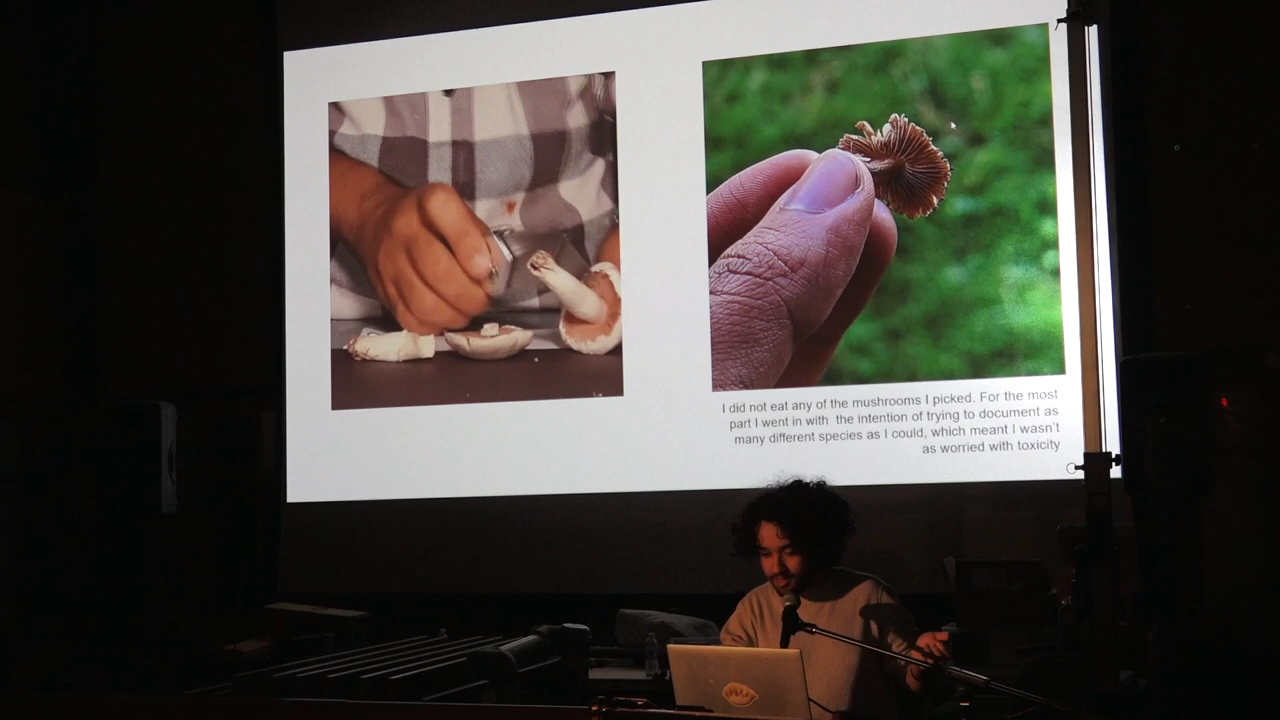 I did not eat any of the mushrooms I picked. For the most
part I went in with the intention of trying to document as
many different species as I could, which meant I wasn't
as worried with toxicity